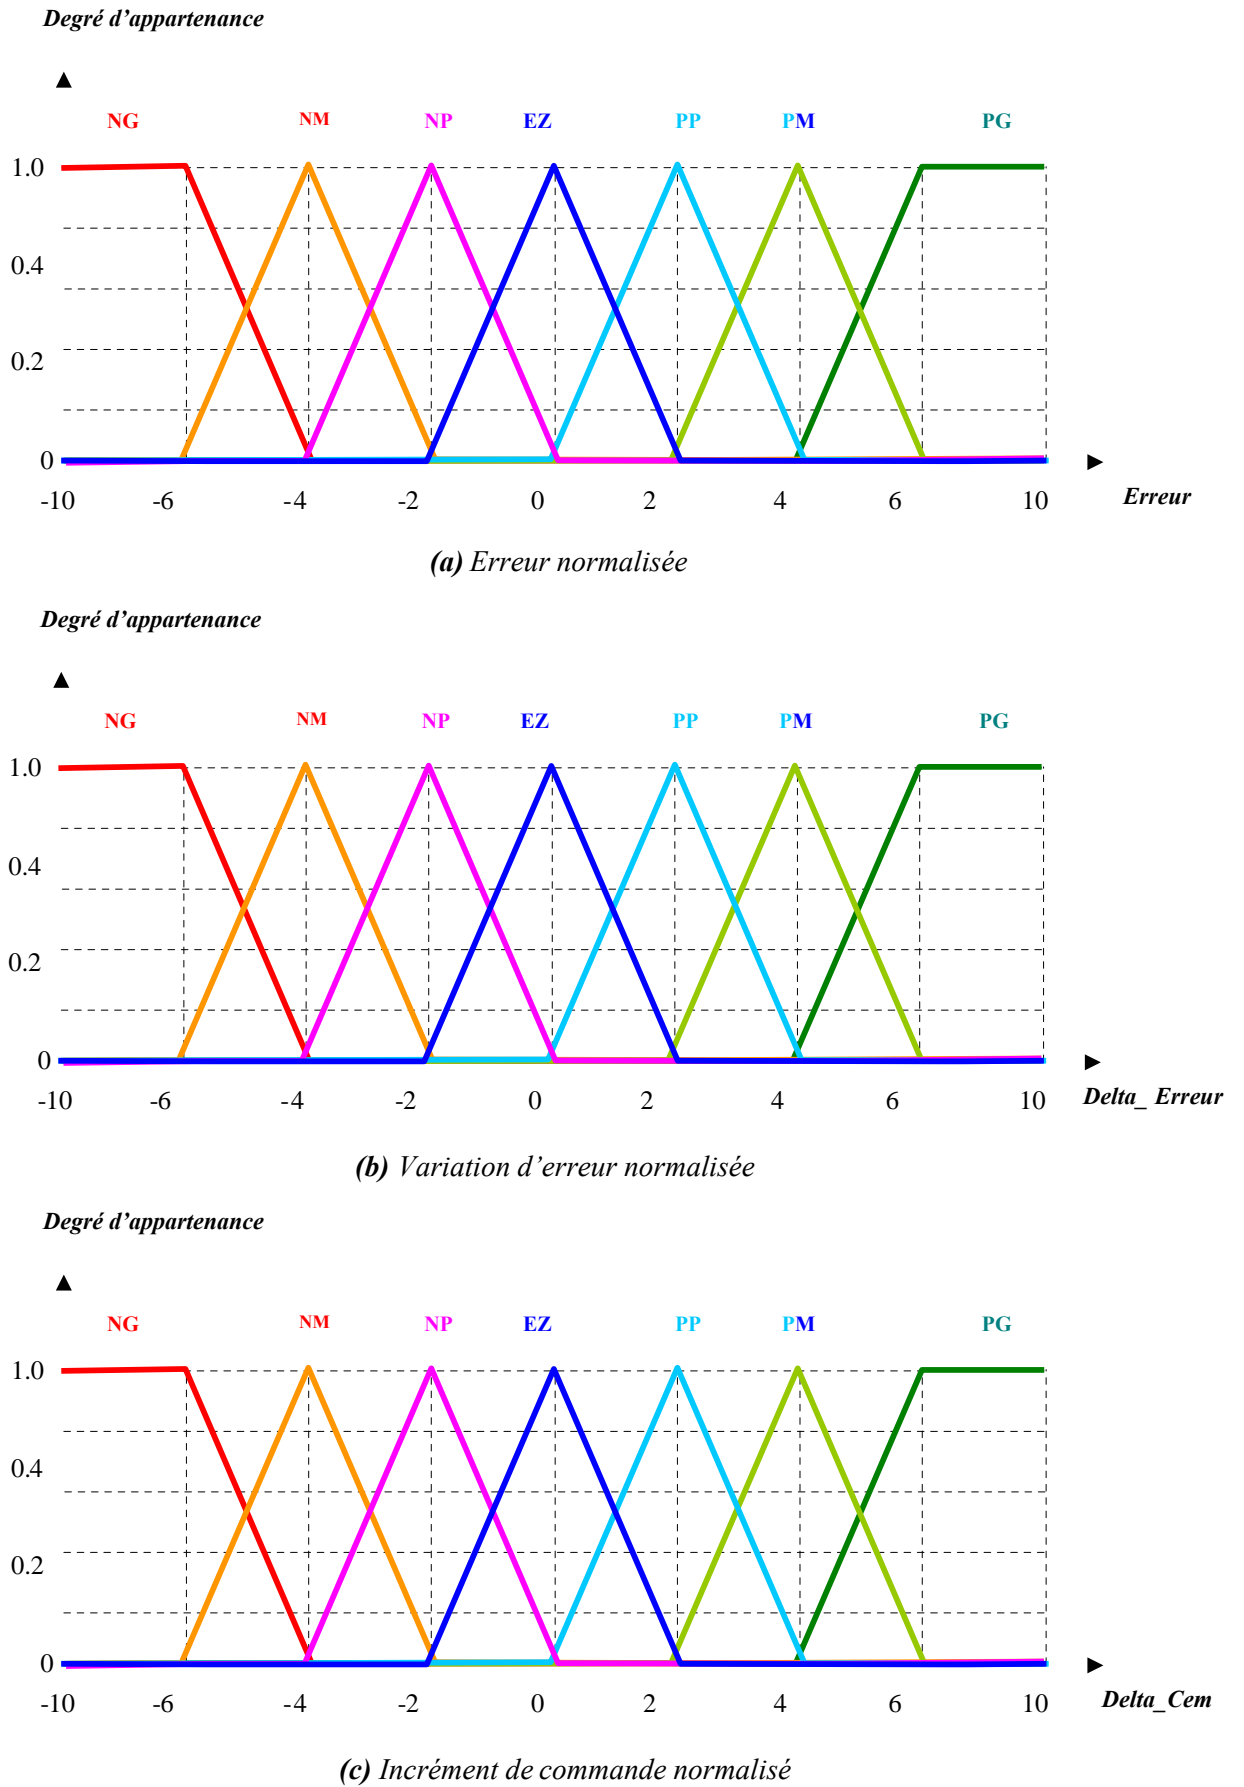 Degré d'appartenance
NG NM NP EZ PP PM PG
1.0
0.4
0.2
0
-10 -6 -4 -2 0 2 4 6 10 Erreur
(a) Erreur normalisée
Degré d'appartenance
NG NM NP EZ PP PM PG
1.0
0.4
0.2
0
-10 -6 -4 -2 0 2 4 6 10 Delta_ Erreur
(b) Variation d'erreur normalisée
Degré d'appartenance
NG NM NP EZ PP PM PG
1.0
0.4
0.2
0
-10 -6 -4 -2 0 2 4 6 10 Delta_Cem
(c) Incrément de commande normalisé